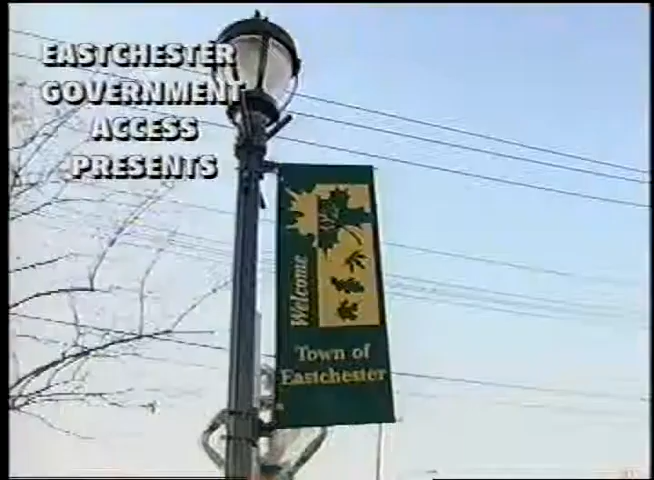 EASTCHESTER
GOVERNMENT
ACCESS
PRESENTS
Welcome
Town of
Eastchester